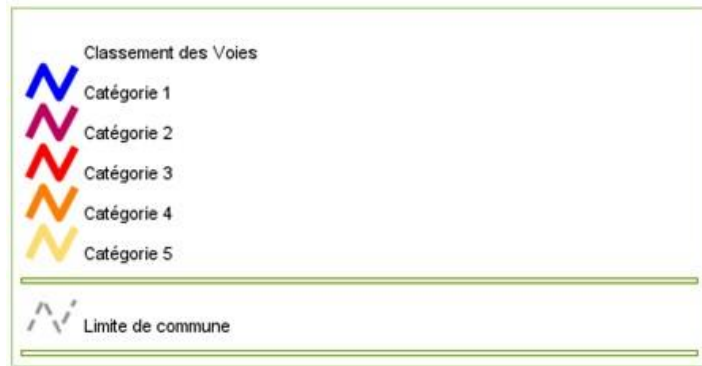 Classement des Voies
Catégorie 1
Catégorie 2
Catégorie 3
Catégorie 4
Catégorie 5
Limite de commune